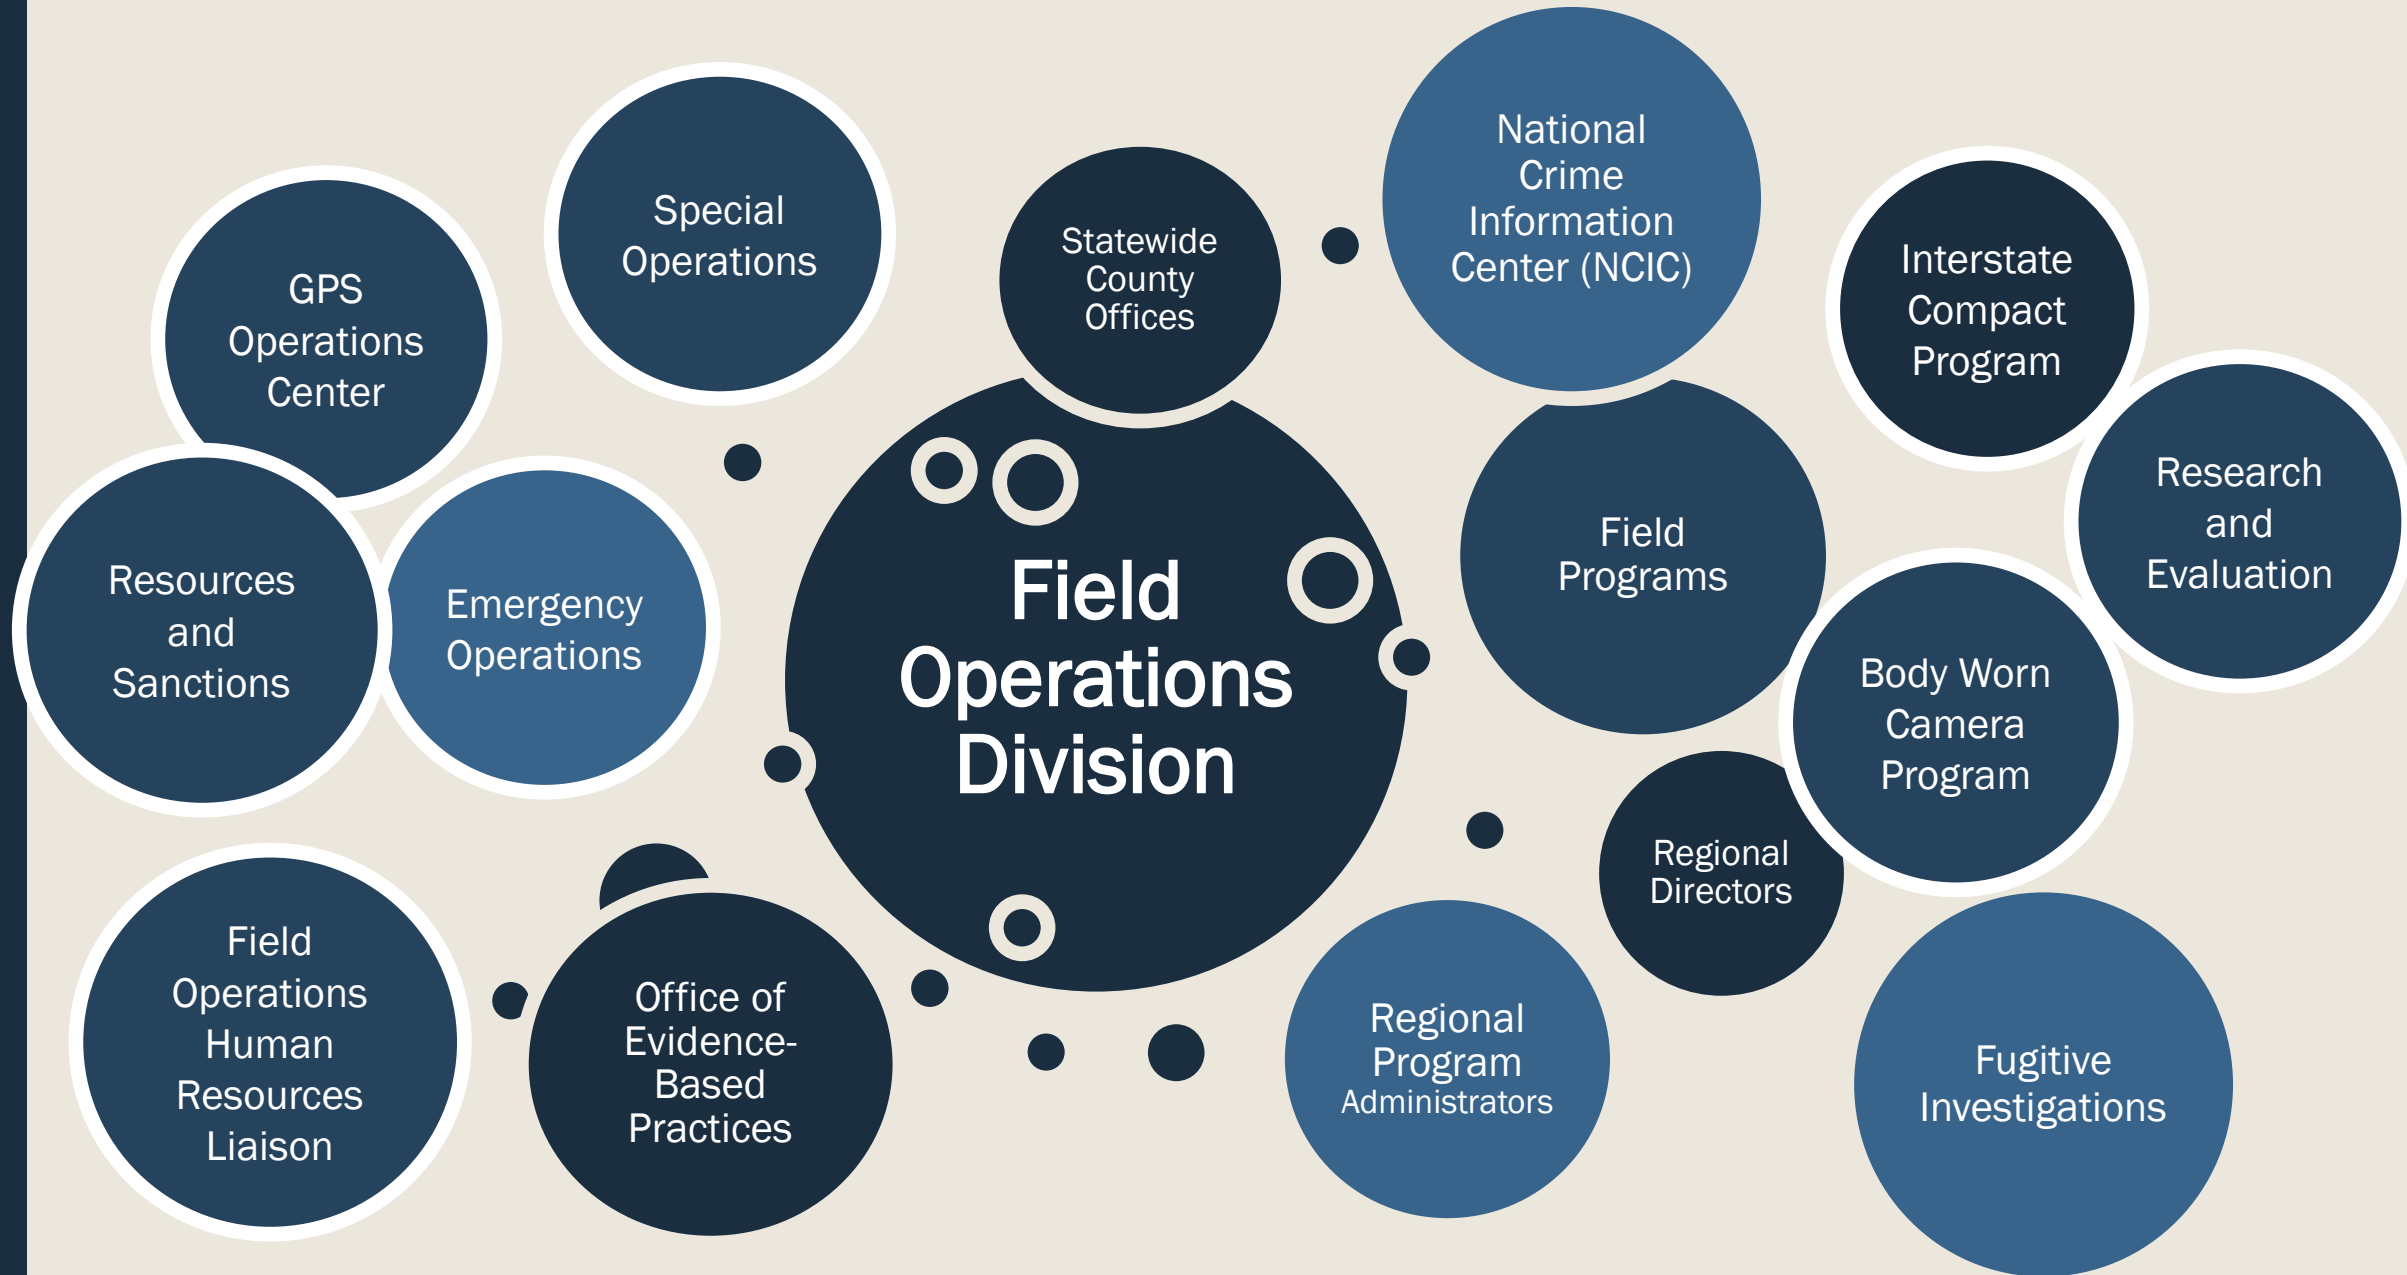 GPS
Operations
Center
Special
Operations
Statewide
County
Offices
National
Crime
Information
Center (NCIC)
Interstate
Compact
Program
Research
and
Evaluation
Resources
and
Sanctions
Emergency
Operations
Field
Operations
Division
Field
Programs
Body Worn
Camera
Program
Regional
Directors
Field
Operations
Human
Resources
Liaison
Office of
Evidence-
Based
Practices
Regional
Program
Administrators
Fugitive
Investigations